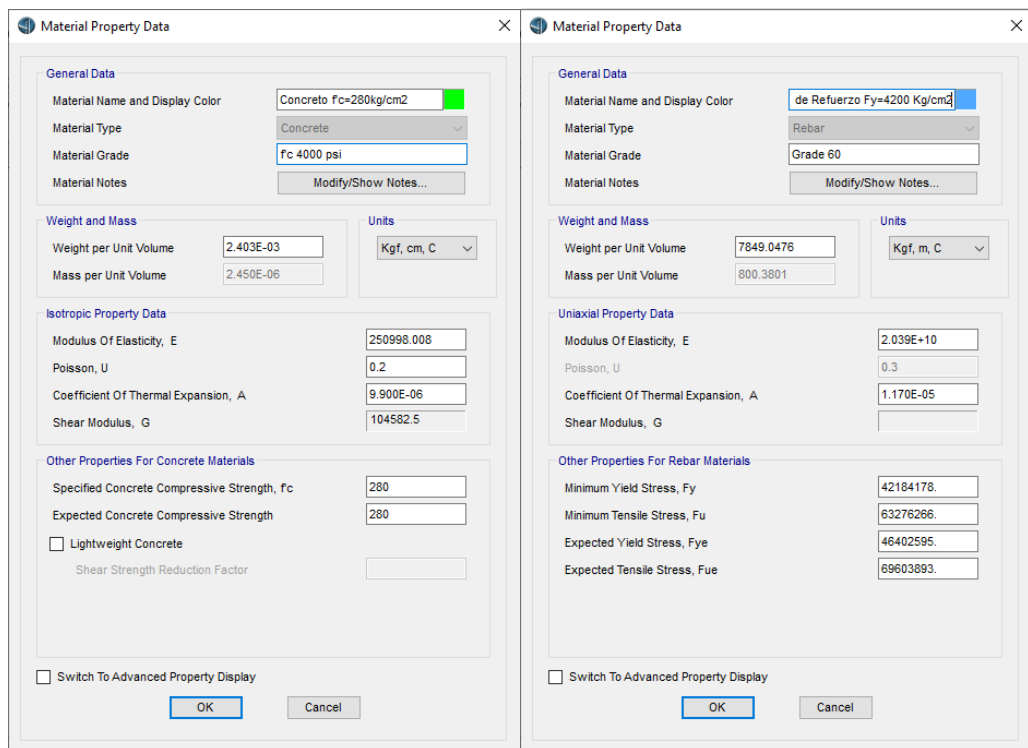 Material Property Data
General Data
Material Name and Display Color Concreto f'c=280kg/cm2
Material Type Concrete
Material Grade f'c 4000 psi
Material Notes Modify/Show Notes...
Weight and Mass
Units
Weight per Unit Volume 2.403E-03
Kgf, cm, C
Mass per Unit Volume 2.450E-06
Isotropic Property Data
Modulus Of Elasticity, E 250998.008
Poisson, U 0.2
Coefficient Of Thermal Expansion, A 9.900E-06
Shear Modulus, G 104582.5
Other Properties For Concrete Materials
Specified Concrete Compressive Strength, f'c 280
Expected Concrete Compressive Strength 280
Lightweight Concrete
Shear Strength Reduction Factor
Switch To Advanced Property Display
OK Cancel
Material Property Data
General Data
Material Name and Display Color de Refuerzo Fy=4200 Kg/cm2
Material Type Rebar
Material Grade Grade 60
Material Notes Modify/Show Notes...
Weight and Mass
Units
Weight per Unit Volume 7849.0476
Kgf, m, C
Mass per Unit Volume 800.3801
Uniaxial Property Data
Modulus Of Elasticity, E 2.039E+10
Poisson, U 0.3
Coefficient Of Thermal Expansion, A 1.170E-05
Shear Modulus, G
Other Properties For Rebar Materials
Minimum Yield Stress, Fy 42184178.
Minimum Tensile Stress, Fu 63276266.
Expected Yield Stress, Fye 46402595.
Expected Tensile Stress, Fue 69603893.
Switch To Advanced Property Display
OK Cancel